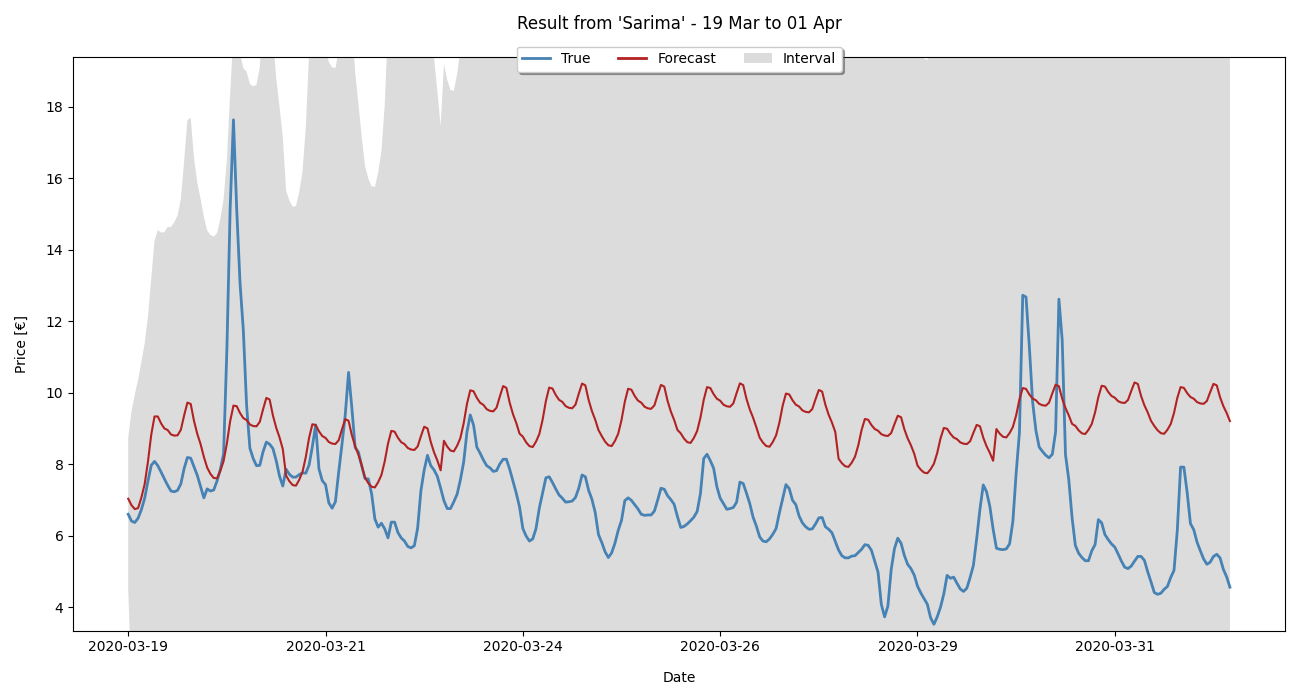 Result from 'Sarima' - 19 Mar to 01 Apr
True Forecast Interval
Price [€]
18
16
14
12
10
8
6
4
2020-03-19 2020-03-21 2020-03-24 2020-03-26 2020-03-29 2020-03-31
Date